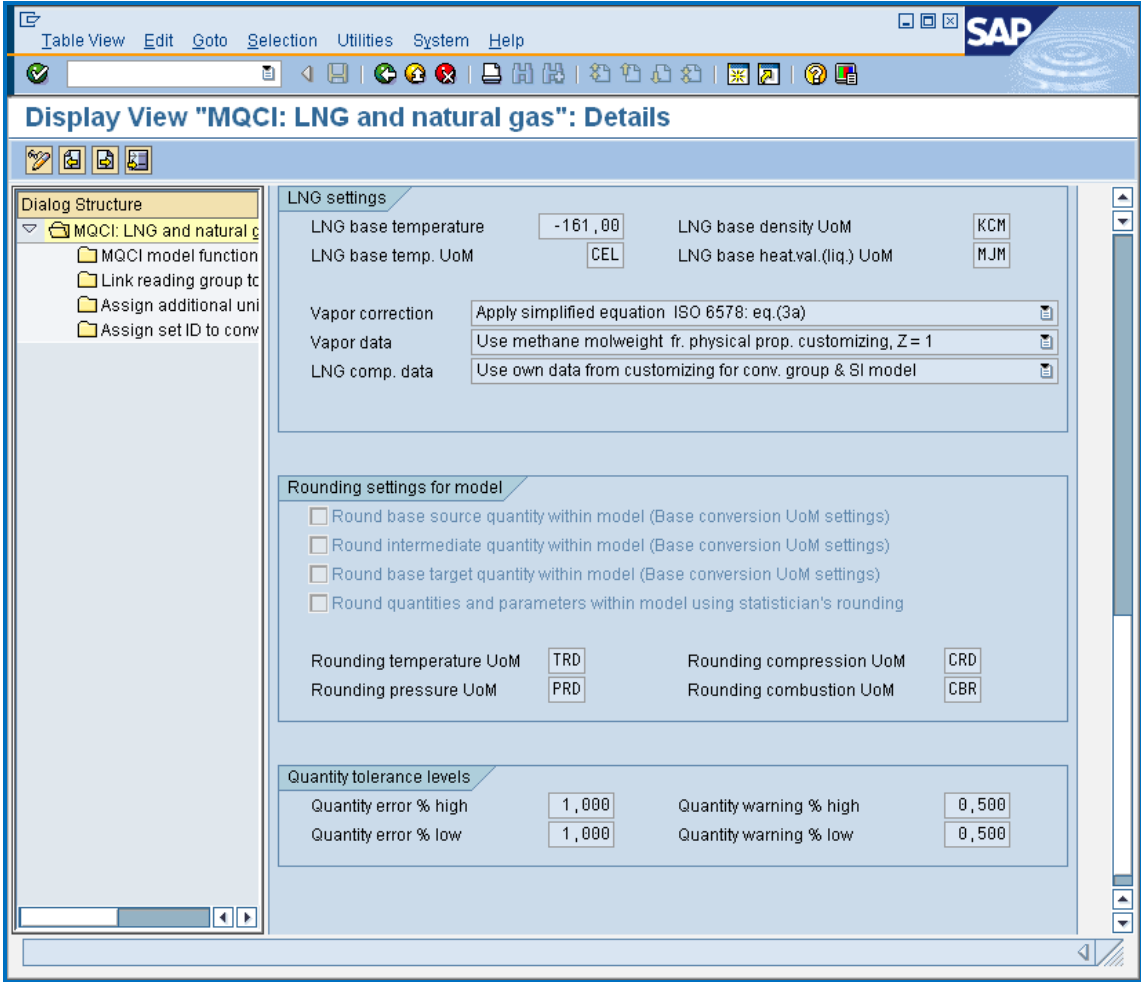 Table View Edit Goto Selection Utilities System Help
SAP
Display View "MQCI: LNG and natural gas": Details
Dialog Structure
MQCI: LNG and natural g
MQCI model function
Link reading group to
Assign additional uni
Assign set ID to conv
LNG settings
LNG base temperature -161,00 LNG base density UoM KCM
LNG base temp. UoM CEL LNG base heat.val.(liq.) UoM MJM
Vapor correction Apply simplified equation ISO 6578: eq.(3a)
Vapor data Use methane molweight fr. physical prop. customizing, Z = 1
LNG comp. data Use own data from customizing for conv. group & SI model
Rounding settings for model
Round base source quantity within model (Base conversion UoM settings)
Round intermediate quantity within model (Base conversion UoM settings)
Round base target quantity within model (Base conversion UoM settings)
Round quantities and parameters within model using statistician's rounding
Rounding temperature UoM TRD Rounding compression UoM CRD
Rounding pressure UoM PRD Rounding combustion UoM CBR
Quantity tolerance levels
Quantity error % high 1,000 Quantity warning % high 0,500
Quantity error % low 1,000 Quantity warning % low 0,500